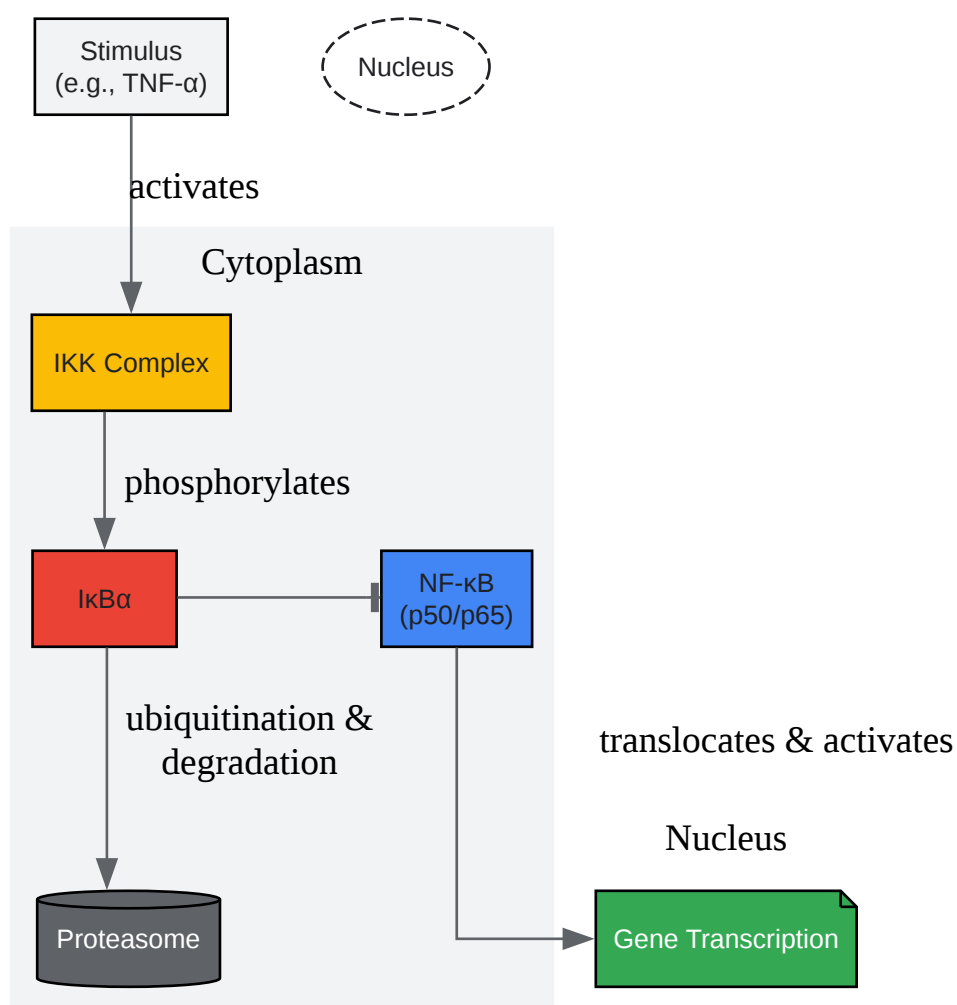 Stimulus
(e.g., TNF-α)
Nucleus
activates
Cytoplasm
IKK Complex
phosphorylates
IκBα
NF-κB
(p50/p65)
ubiquitination &
degradation
translocates & activates
Nucleus
Proteasome
Gene Transcription